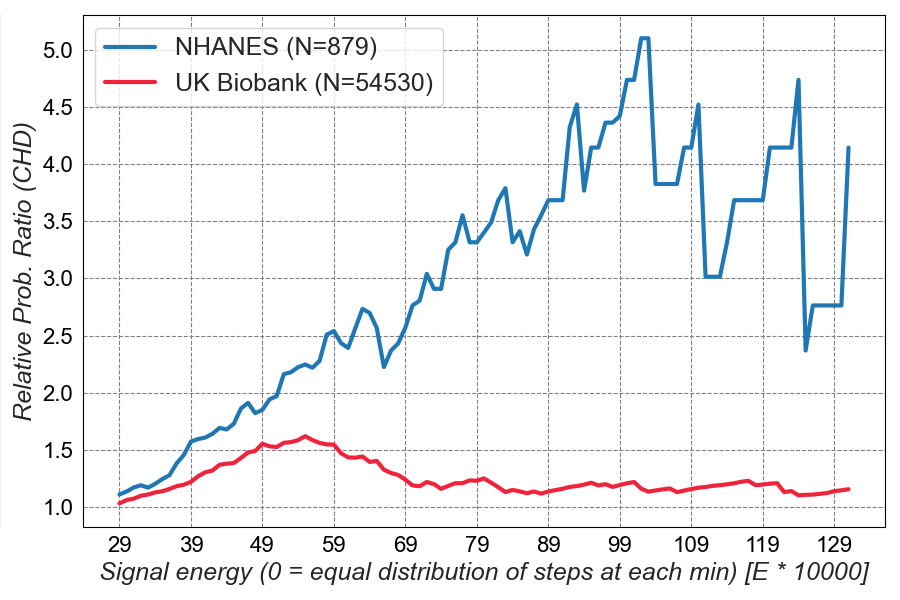 NHANES (N=879)
UK Biobank (N=54530)
Relative Prob. Ratio (CHD)
5.0
4.5
4.0
3.5
3.0
2.5
2.0
1.5
1.0
29 39 49 59 69 79 89 99 109 119 129
Signal energy (0 = equal distribution of steps at each min) [E * 10000]